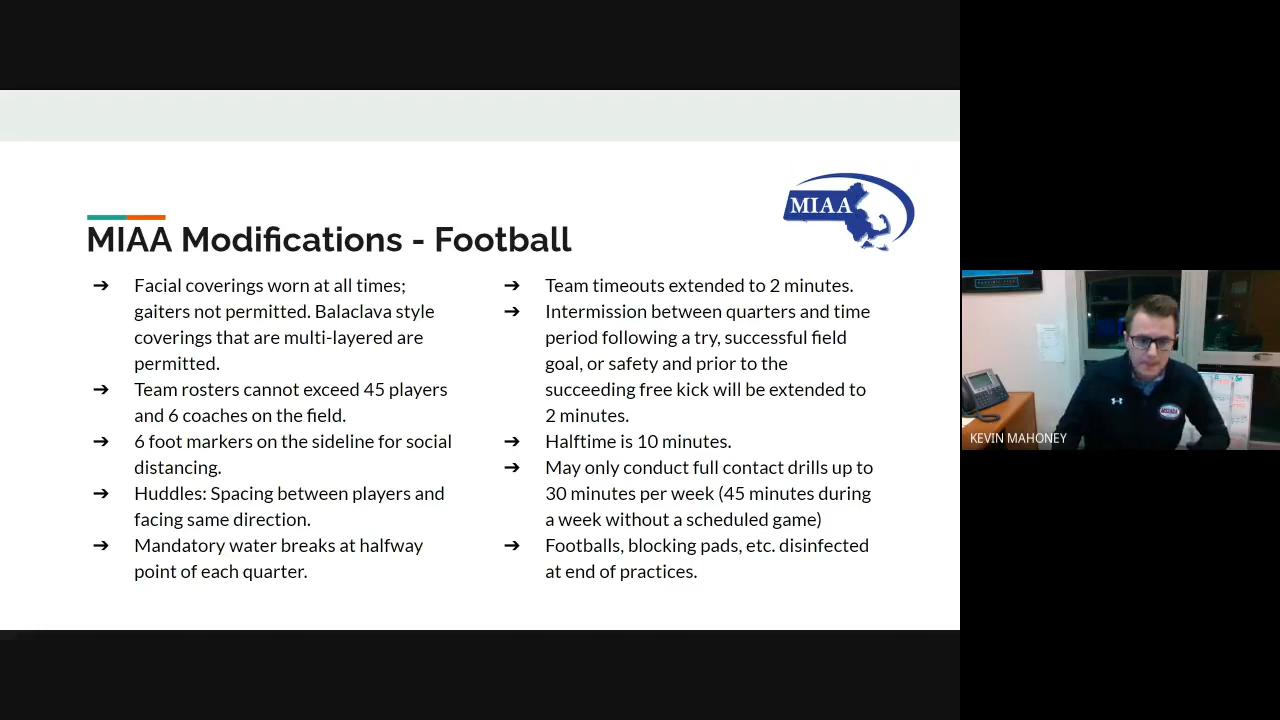 MIAA
MIAA Modifications - Football
➔ Facial coverings worn at all times;
gaiters not permitted. Balaclava style
coverings that are multi-layered are
permitted.
➔ Team rosters cannot exceed 45 players
and 6 coaches on the field.
➔ 6 foot markers on the sideline for social
distancing.
➔ Huddles: Spacing between players and
facing same direction.
➔ Mandatory water breaks at halfway
point of each quarter.
➔ Team timeouts extended to 2 minutes.
➔ Intermission between quarters and time
period following a try, successful field
goal, or safety and prior to the
succeeding free kick will be extended to
2 minutes.
➔ Halftime is 10 minutes.
➔ May only conduct full contact drills up to
30 minutes per week (45 minutes during
a week without a scheduled game)
➔ Footballs, blocking pads, etc. disinfected
at end of practices.
KEVIN MAHONEY